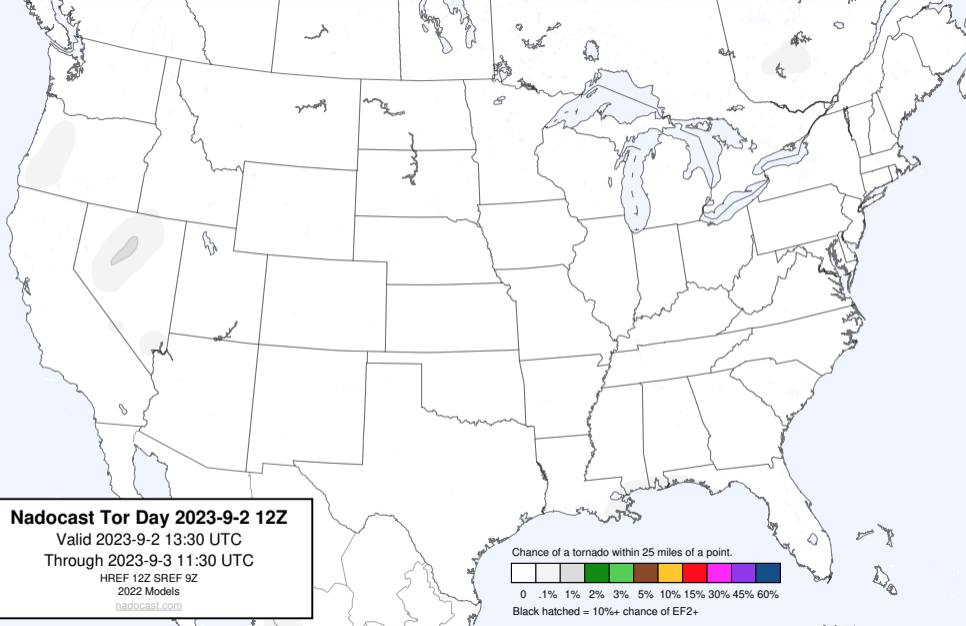 Nadocast Tor Day 2023-9-2 12Z
Valid 2023-9-2 13:30 UTC
Through 2023-9-3 11:30 UTC
HREF 12Z SREF 9Z
2022 Models
nadocast.com
Chance of a tornado within 25 miles of a point.
0 .1% 1% 2% 3% 5% 10% 15% 30% 45% 60%
Black hatched = 10%+ chance of EF2+